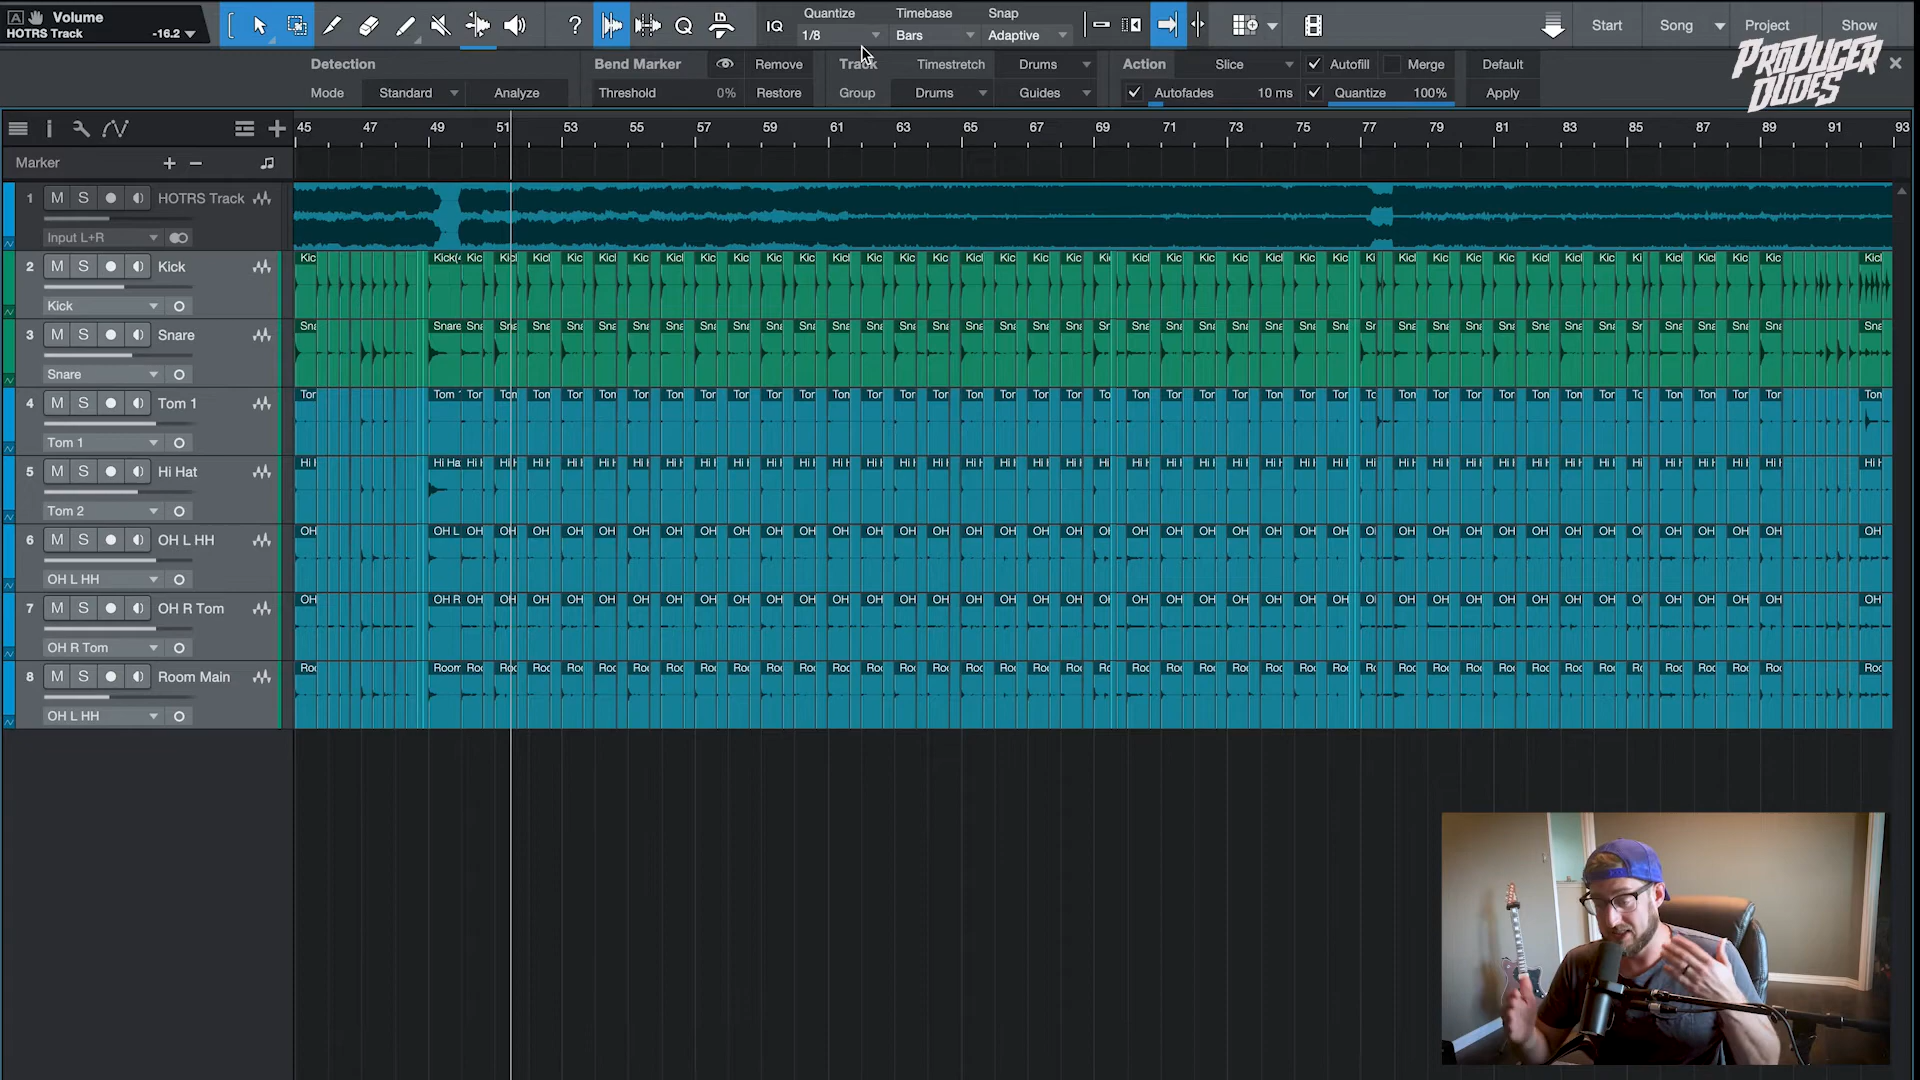 Volume
HOTRS Track -16.2
? IQ
Quantize Timebase Snap
1/8 Bars Adaptive
Start Song Project Show
PRODUCER
DUDES
Detection Bend Marker Remove Track Timestretch Drums Action Slice Autofill Merge Default
Mode Standard Analyze Threshold 0% Restore Group Drums Guides Autofades 10 ms Quantize 100% Apply
45 47 49 51 53 55 57 59 61 63 65 67 69 71 73 75 77 79 81 83 85 87 89 91 93
Marker
1 M S HOTRS Track
Input L+R
2 M S Kick
Kick
3 M S Snare
Snare
4 M S Tom 1
Tom 1
5 M S Hi Hat
Tom 2
6 M S OH L HH
OH L HH
7 M S OH R Tom
OH R Tom
8 M S Room Main
OH L HH